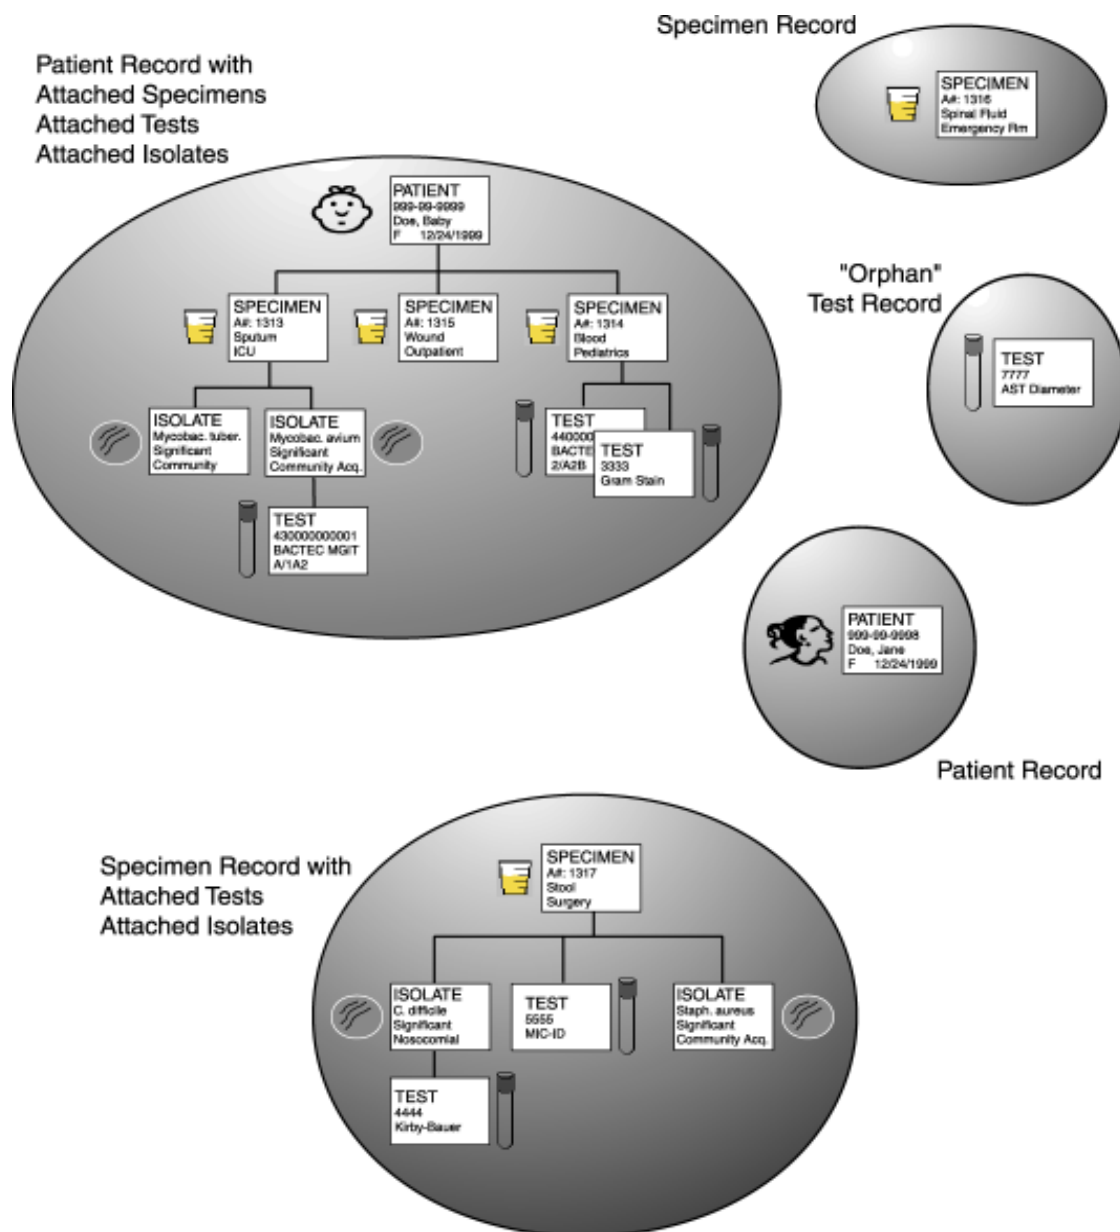 Specimen Record
SPECIMEN
A#: 1316
Spinal Fluid
Emergency Rm
Patient Record with
Attached Specimens
Attached Tests
Attached Isolates
PATIENT
999-99-9999
Doe, Baby
F 12/24/1999
SPECIMEN
A#: 1313
Sputum
ICU
SPECIMEN
A#: 1315
Wound
Outpatient
SPECIMEN
A#: 1314
Blood
Pediatrics
ISOLATE
Mycobac. tuber.
Significant
Community
ISOLATE
Mycobac. avium
Significant
Community Acq.
TEST
430000000001
BACTEC MGIT
A/1A2
TEST
2/A2B
TEST
3333
Gram Stain
"Orphan"
Test Record
TEST
7777
AST Diameter
PATIENT
999-99-9998
Doe, Jane
F 12/24/1999
Patient Record
Specimen Record with
Attached Tests
Attached Isolates
SPECIMEN
A#: 1317
Stool
Surgery
ISOLATE
C. difficile
Significant
Nosocomial
TEST
5555
MIC-ID
ISOLATE
Staph. aureus
Significant
Community Acq.
TEST
4444
Kirby-Bauer